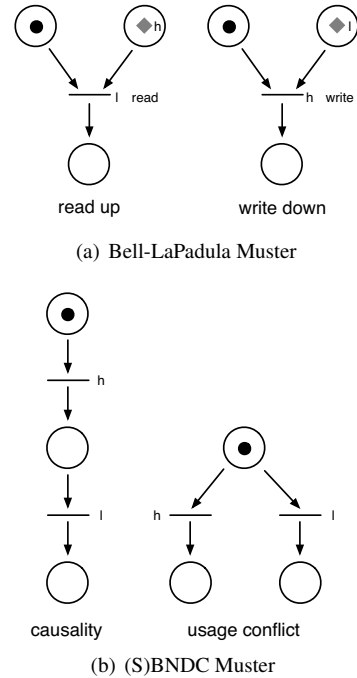 h l
l read h write
read up write down
(a) Bell-LaPadula Muster
h
h l
l
causality usage conflict
(b) (S)BNDC Muster